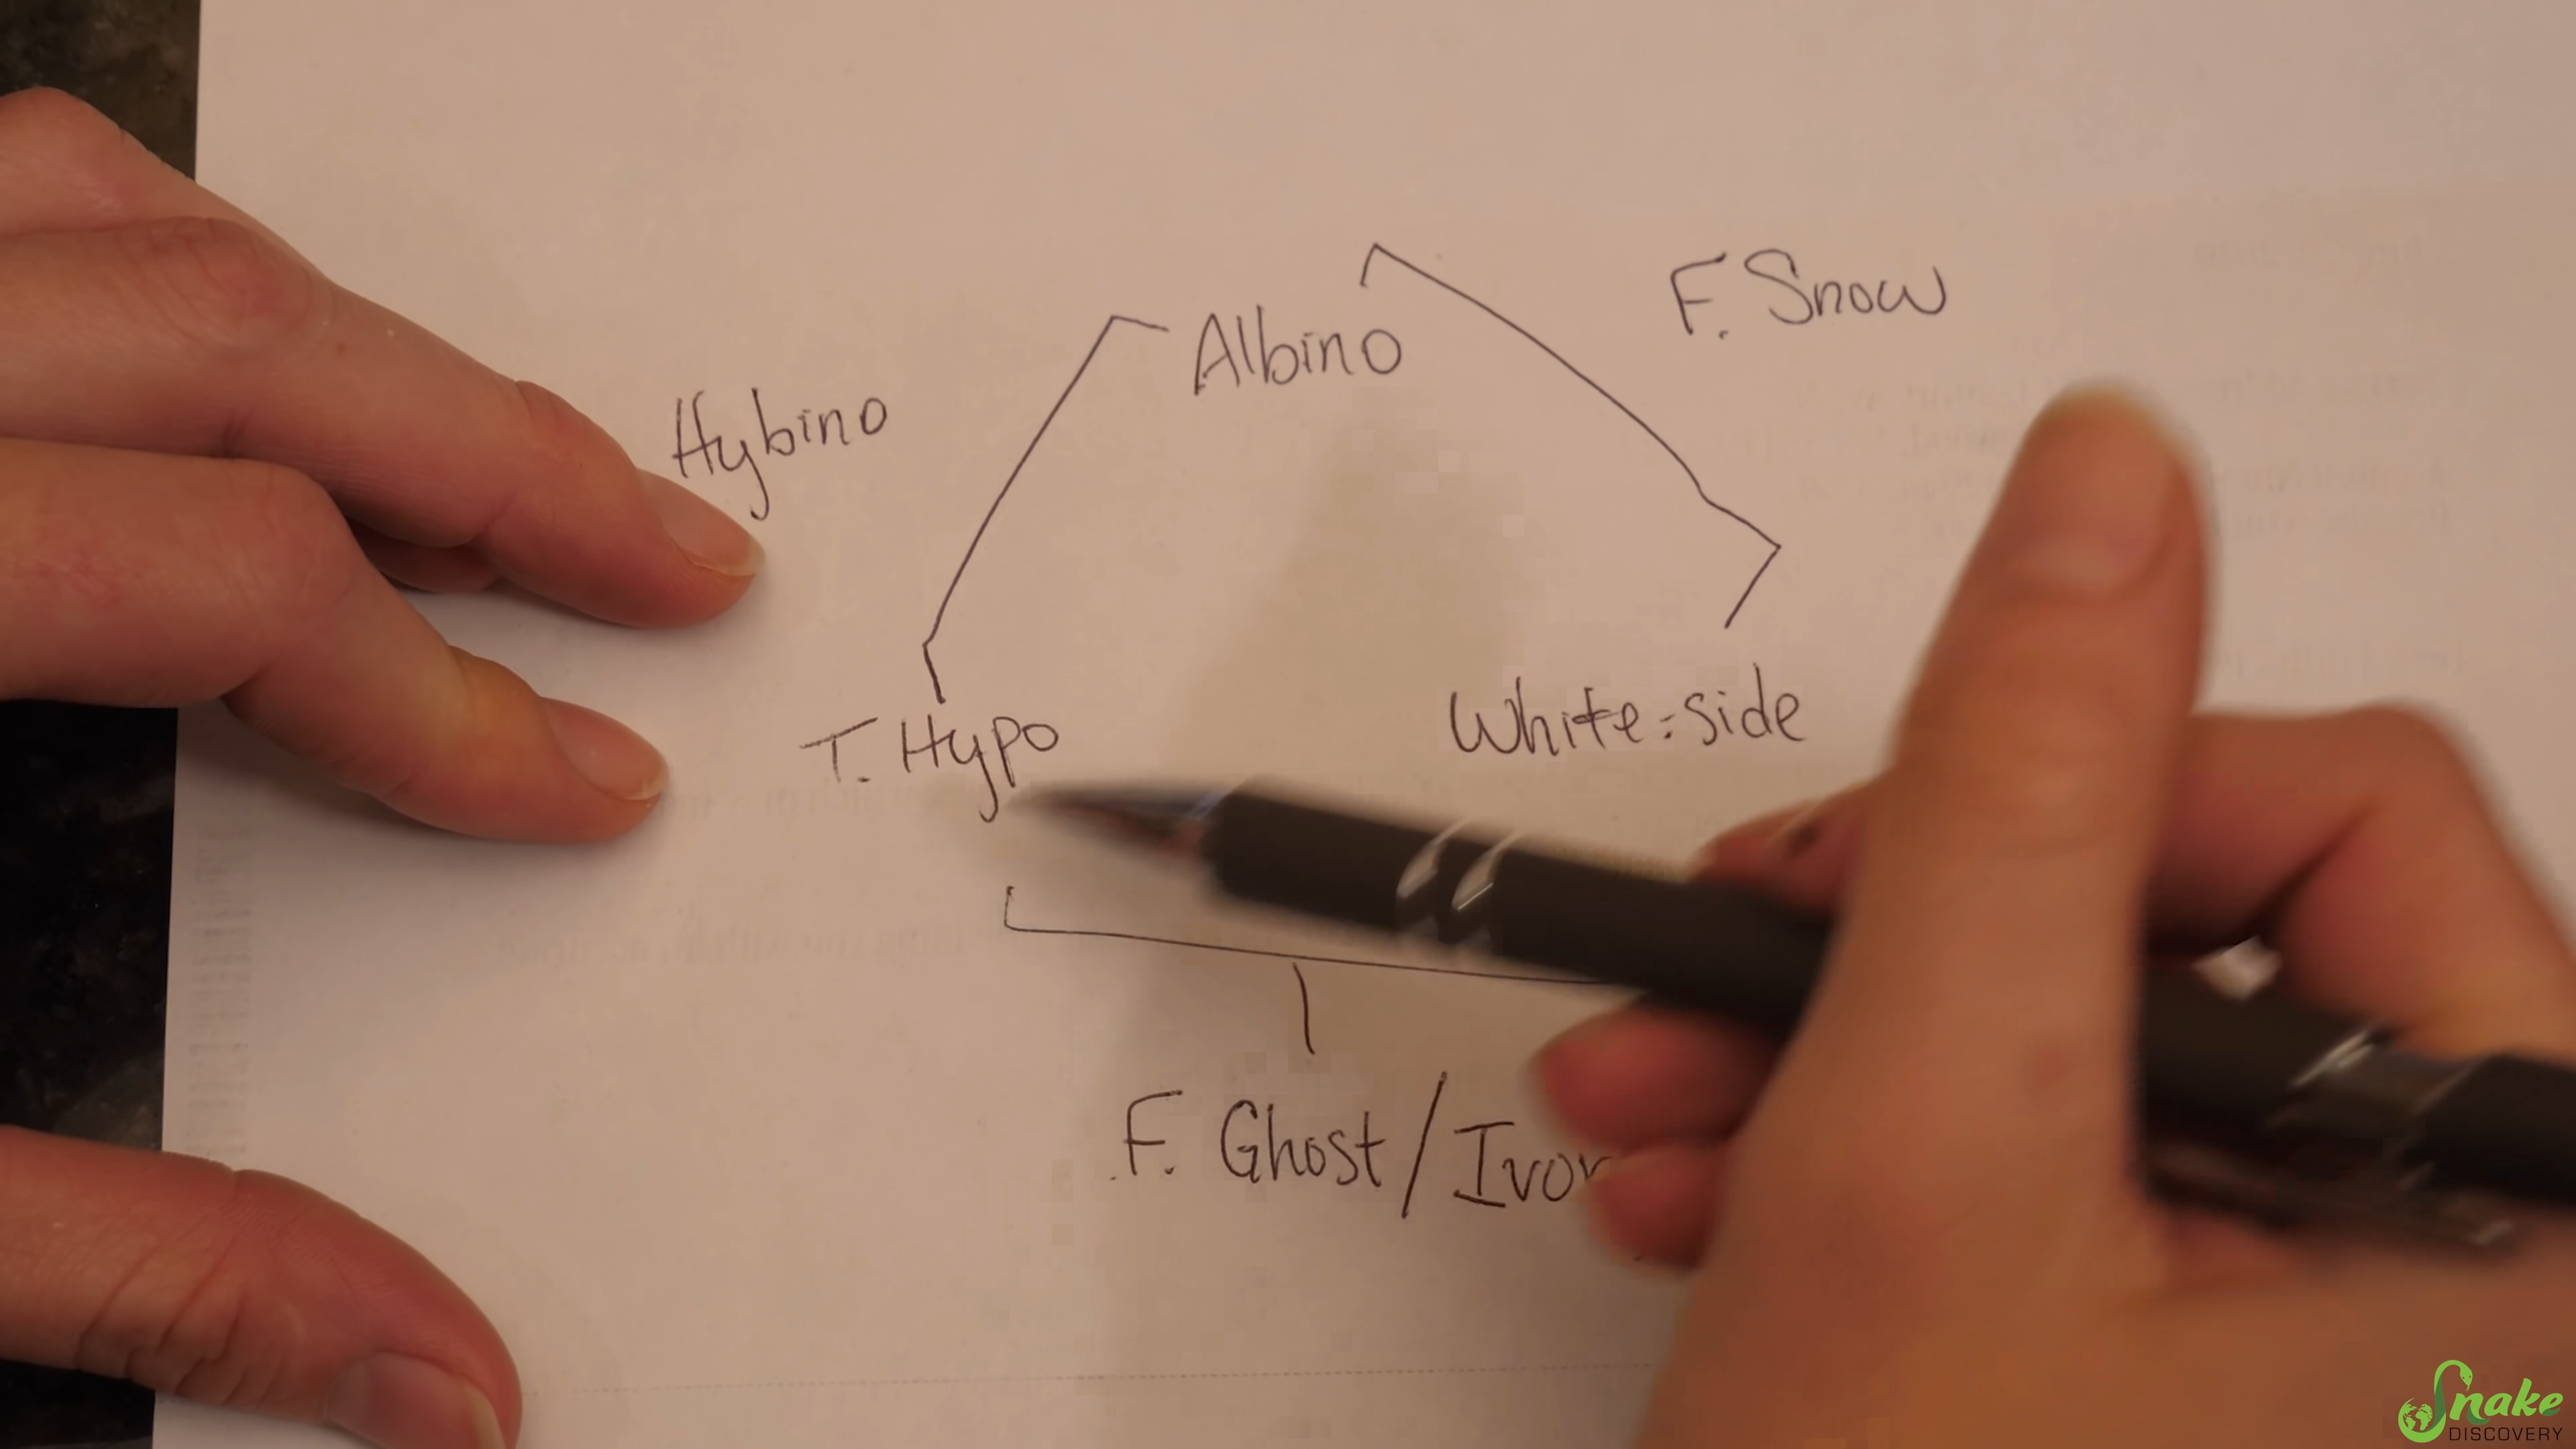 F. Snow
Albino
Hybino
T. Hypo
White-side
F. Ghost/Ivor
Snake
DISCOVERY